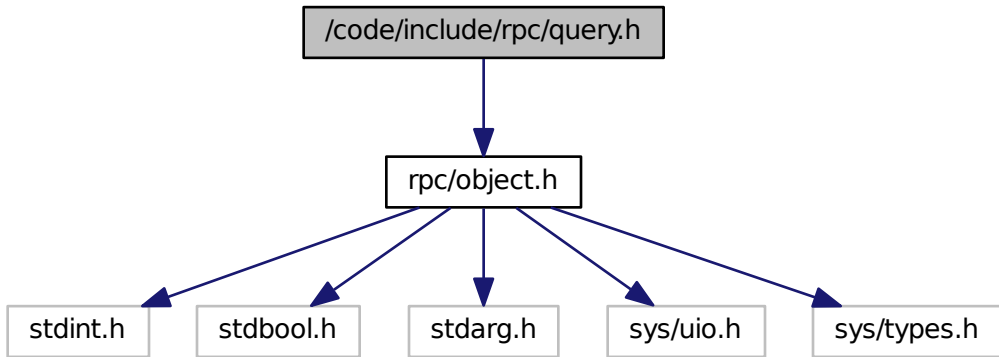 /code/include/rpc/query.h
rpc/object.h
stdint.h
stdbool.h
stdarg.h
sys/uio.h
sys/types.h